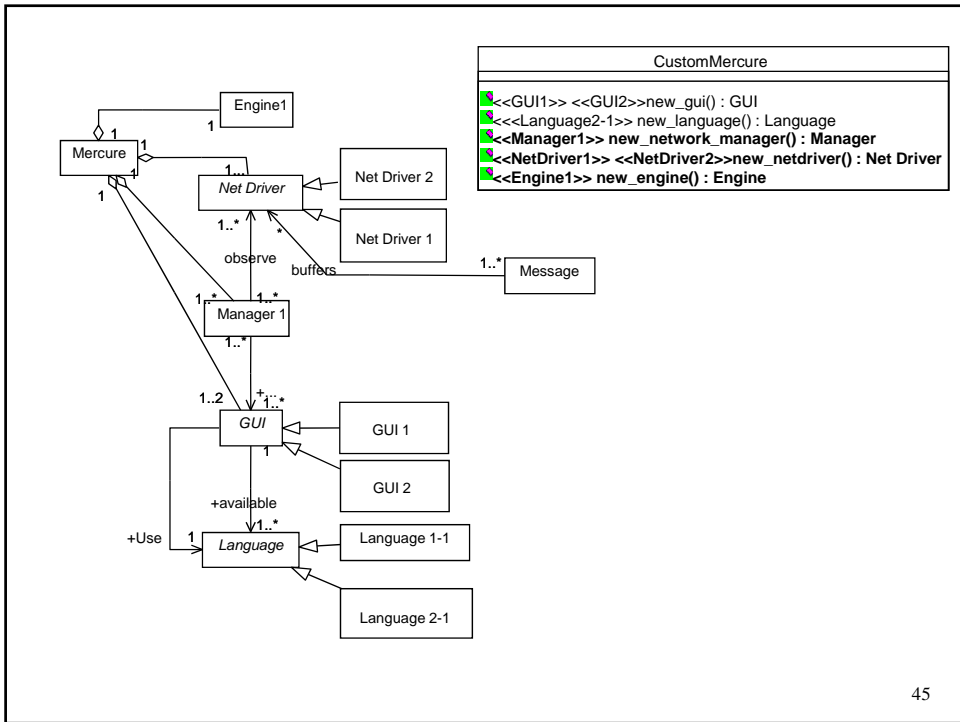 CustomMercure
<<GUI1>> <<GUI2>>new_gui() : GUI
<<<Language2-1>> new_language() : Language
<<Manager1>> new_network_manager() : Manager
<<NetDriver1>> <<NetDriver2>>new_netdriver() : Net Driver
<<Engine1>> new_engine() : Engine
Engine1
1
1
Mercure
1
1
1
1...
Net Driver
Net Driver 2
Net Driver 1
1..*
*
observe
buffers
1..*
Message
1..*
1..*
Manager 1
1..*
1..2
+...
1..*
GUI
1
GUI 1
GUI 2
+available
1..*
+Use
1
Language
Language 1-1
Language 2-1
45